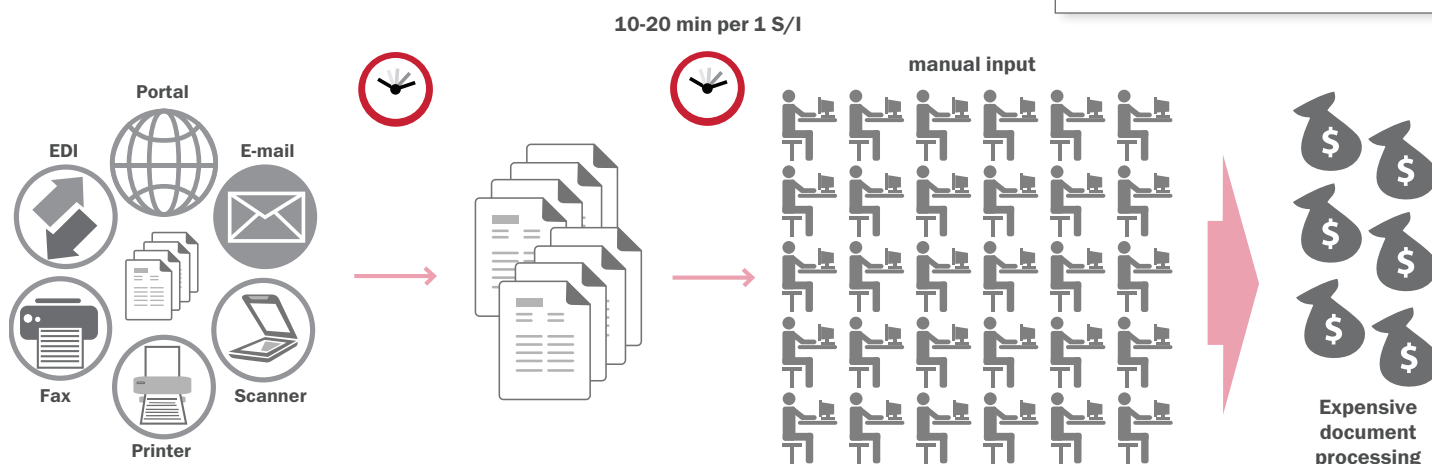 10-20 min per 1 S/I
manual input
Portal
EDI
E-mail
Fax
Scanner
Printer
$
$
$
$
$
$
Expensive
document
processing